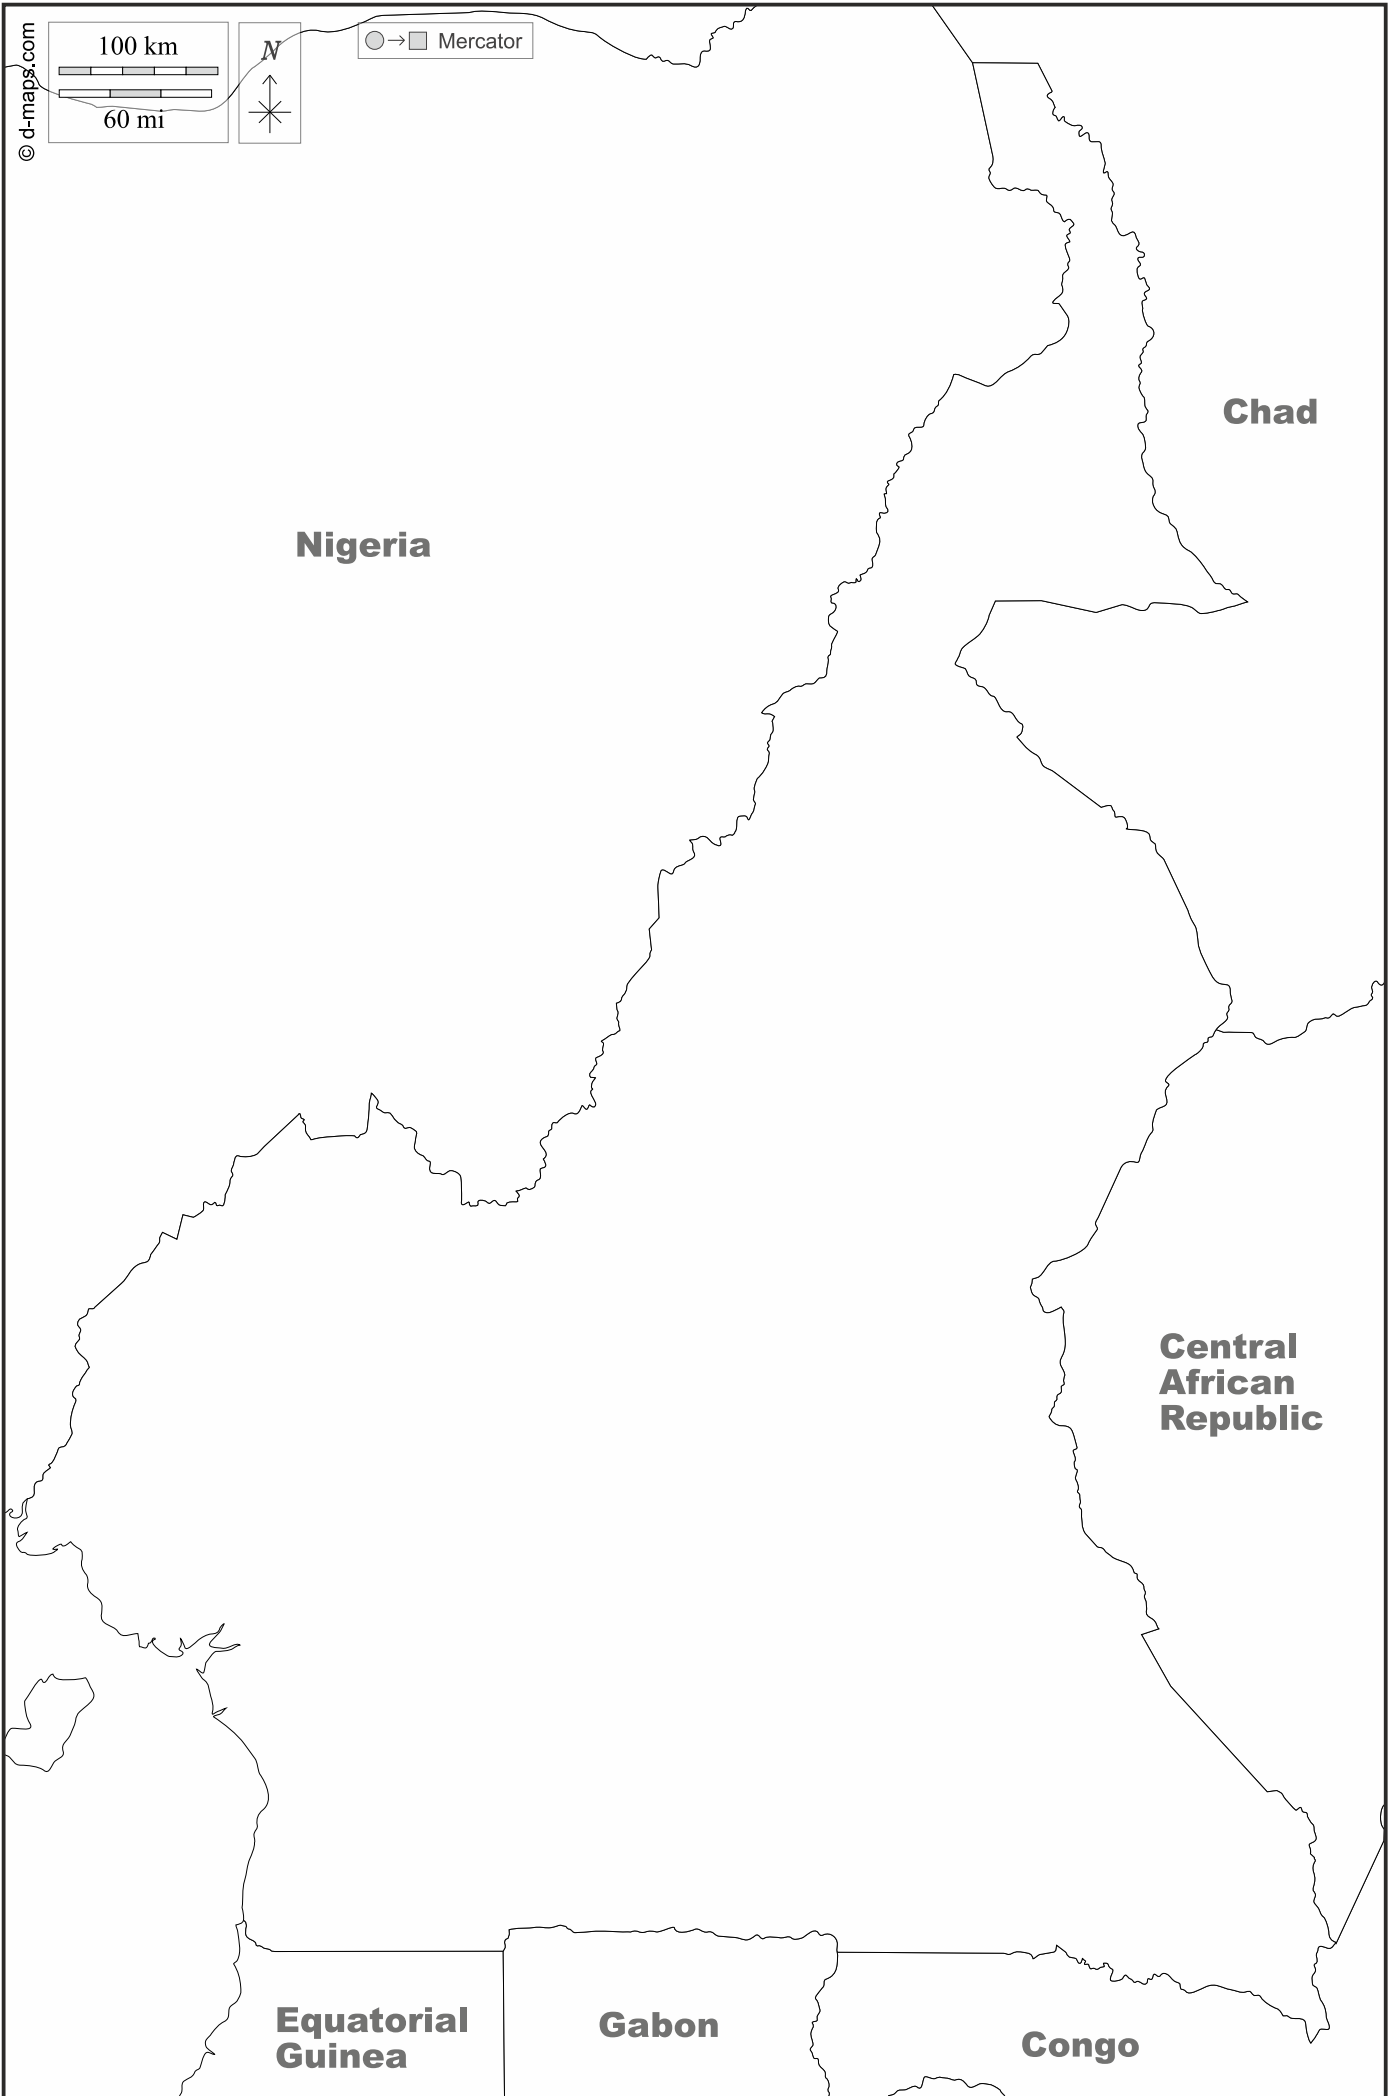 © d-maps.com
100 km
60 mi
N
Mercator
Chad
Nigeria
Central
African
Republic
Equatorial
Guinea
Gabon
Congo